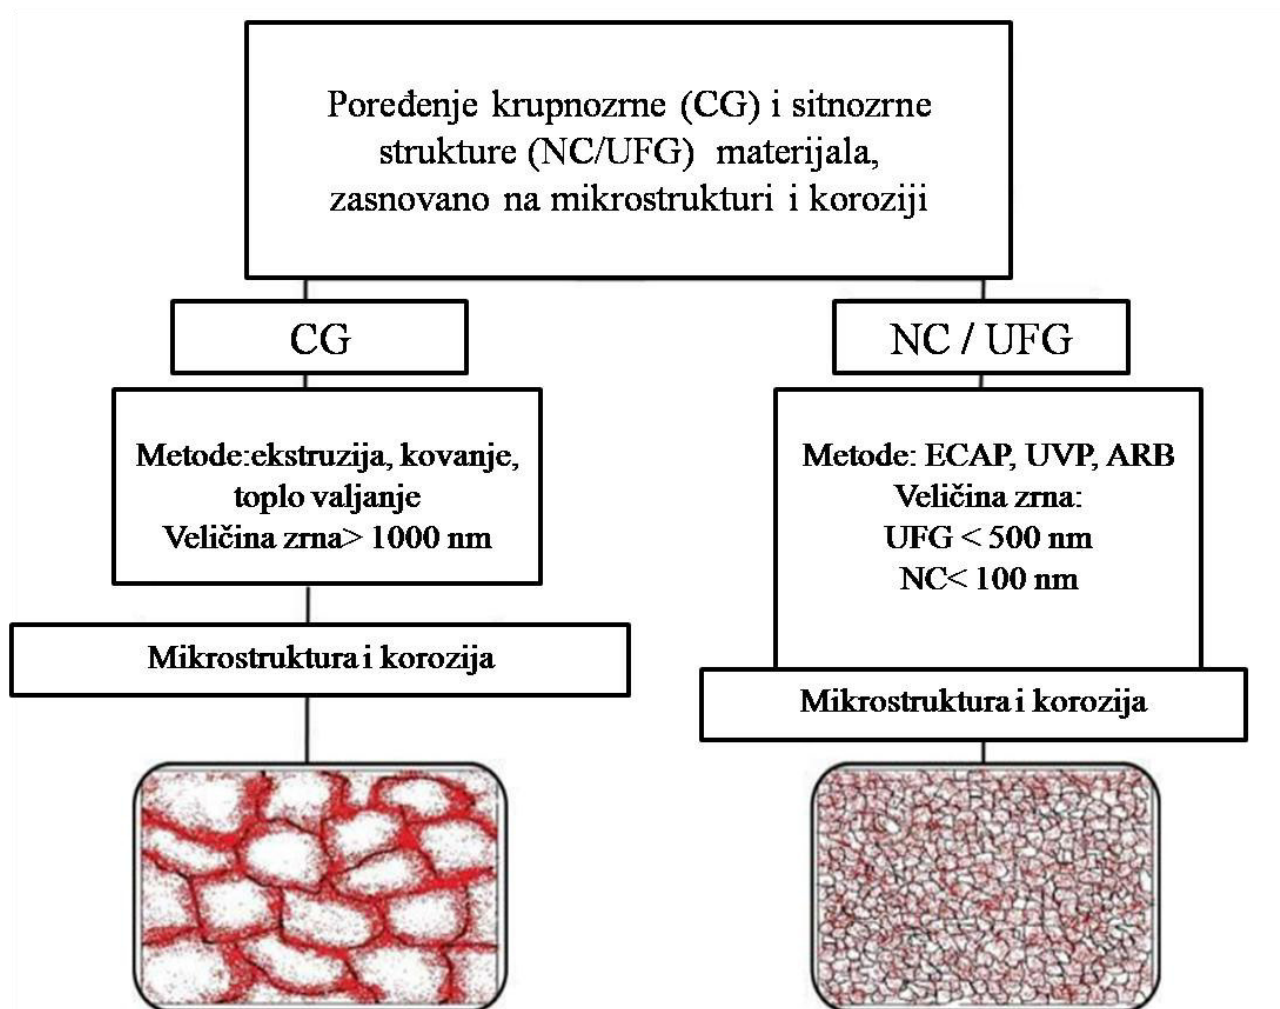 Poređenje krupnozrne (CG) i sitnozrne
strukture (NC/UFG) materijala,
zasnovano na mikrostrukturi i koroziji
CG
Metode:ekstruzija, kovanje,
toplo valjanje
Veličina zrna> 1000 nm
Mikrostruktura i korozija
NC / UFG
Metode: ECAP, UVP, ARB
Veličina zrna:
UFG < 500 nm
NC< 100 nm
Mikrostruktura i korozija